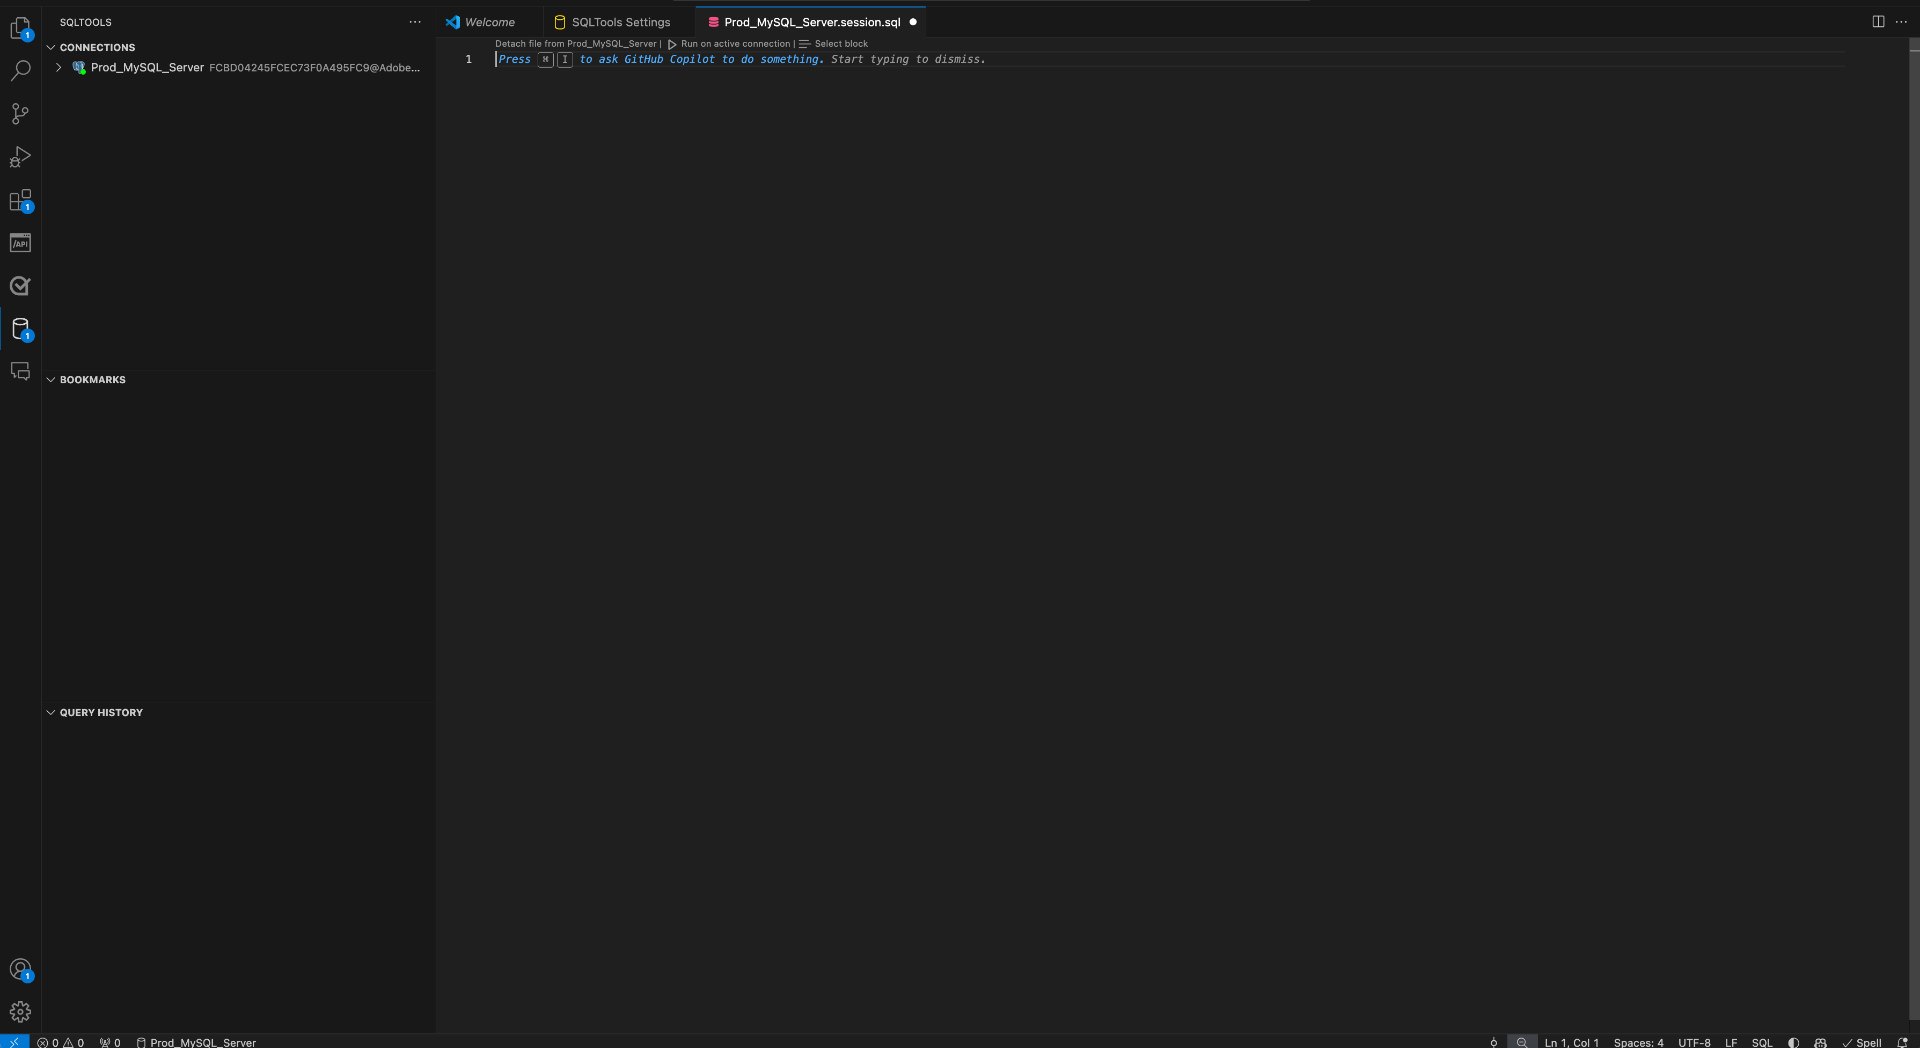 SQLTOOLS
CONNECTIONS
Prod_MySQL_Server FCBD04245FCEC73F0A495FC9@Adobe...
BOOKMARKS
QUERY HISTORY
Welcome
SQLTools Settings
Prod_MySQL_Server.session.sql
Detach file from Prod_MySQL_Server | Run on active connection | Select block
1 Press ⌘ I to ask GitHub Copilot to do something. Start typing to dismiss.
1
1
/API
1
1
0 0 0 Prod_MySQL_Server
Ln 1, Col 1 Spaces: 4 UTF-8 LF SQL Spell